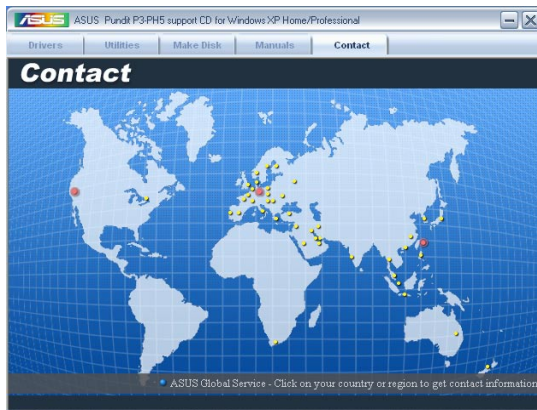 ASUS ASUS Pundit P3-PH5 support CD for Windows XP Home/Professional
Drivers Utilities Make Disk Manuals Contact
Contact
ASUS Global Service - Click on your country or region to get contact information